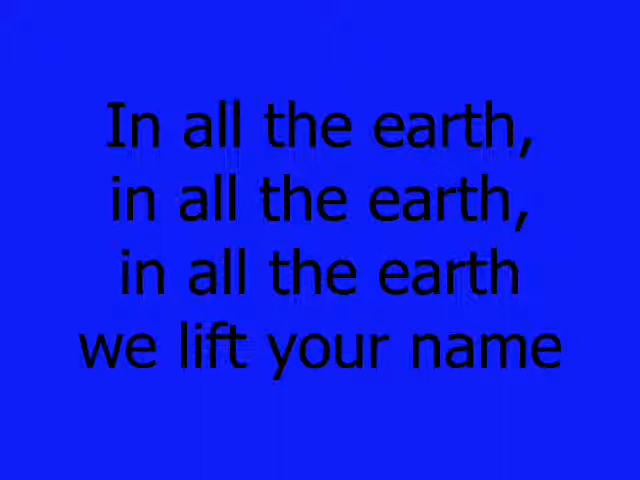 In all the earth,
in all the earth,
in all the earth
we lift your name